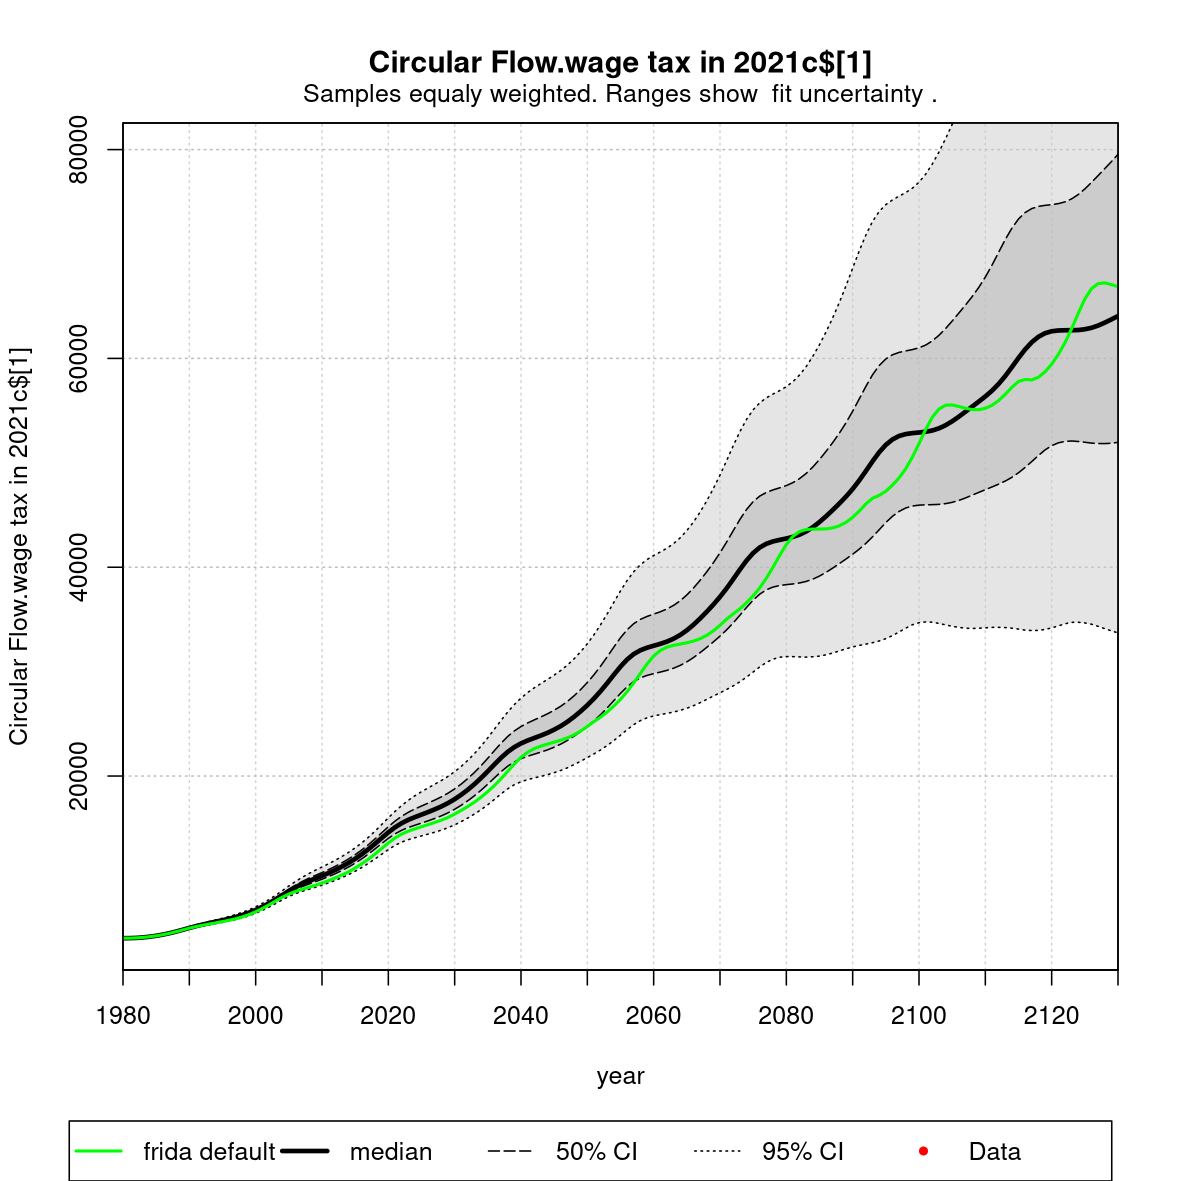 Circular Flow.wage tax in 2021c$[1]
Samples equaly weighted. Ranges show  fit uncertainty .
Circular Flow.wage tax in 2021c$[1]
80000
60000
40000
20000
1980 2000 2020 2040 2060 2080 2100 2120
year
frida default median 50% CI 95% CI Data